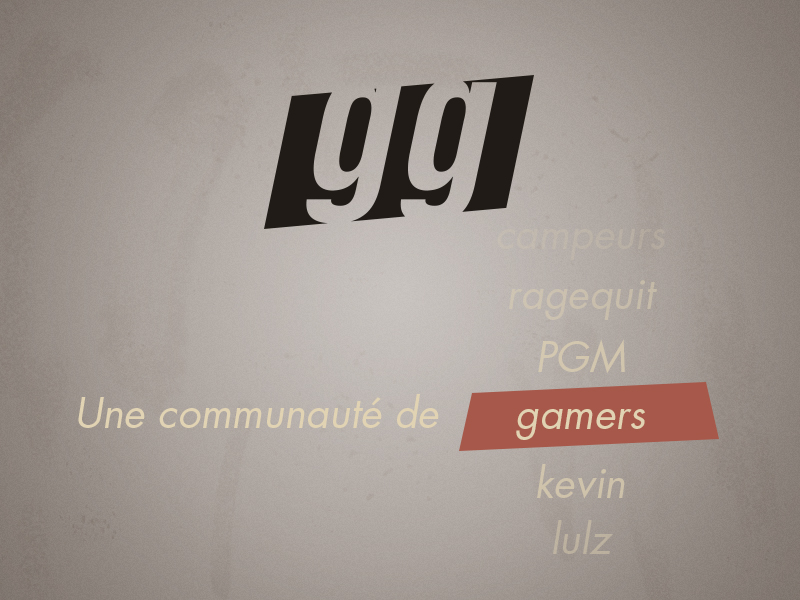 gg
campeurs
ragequit
PGM
Une communauté de gamers
kevin
lulz